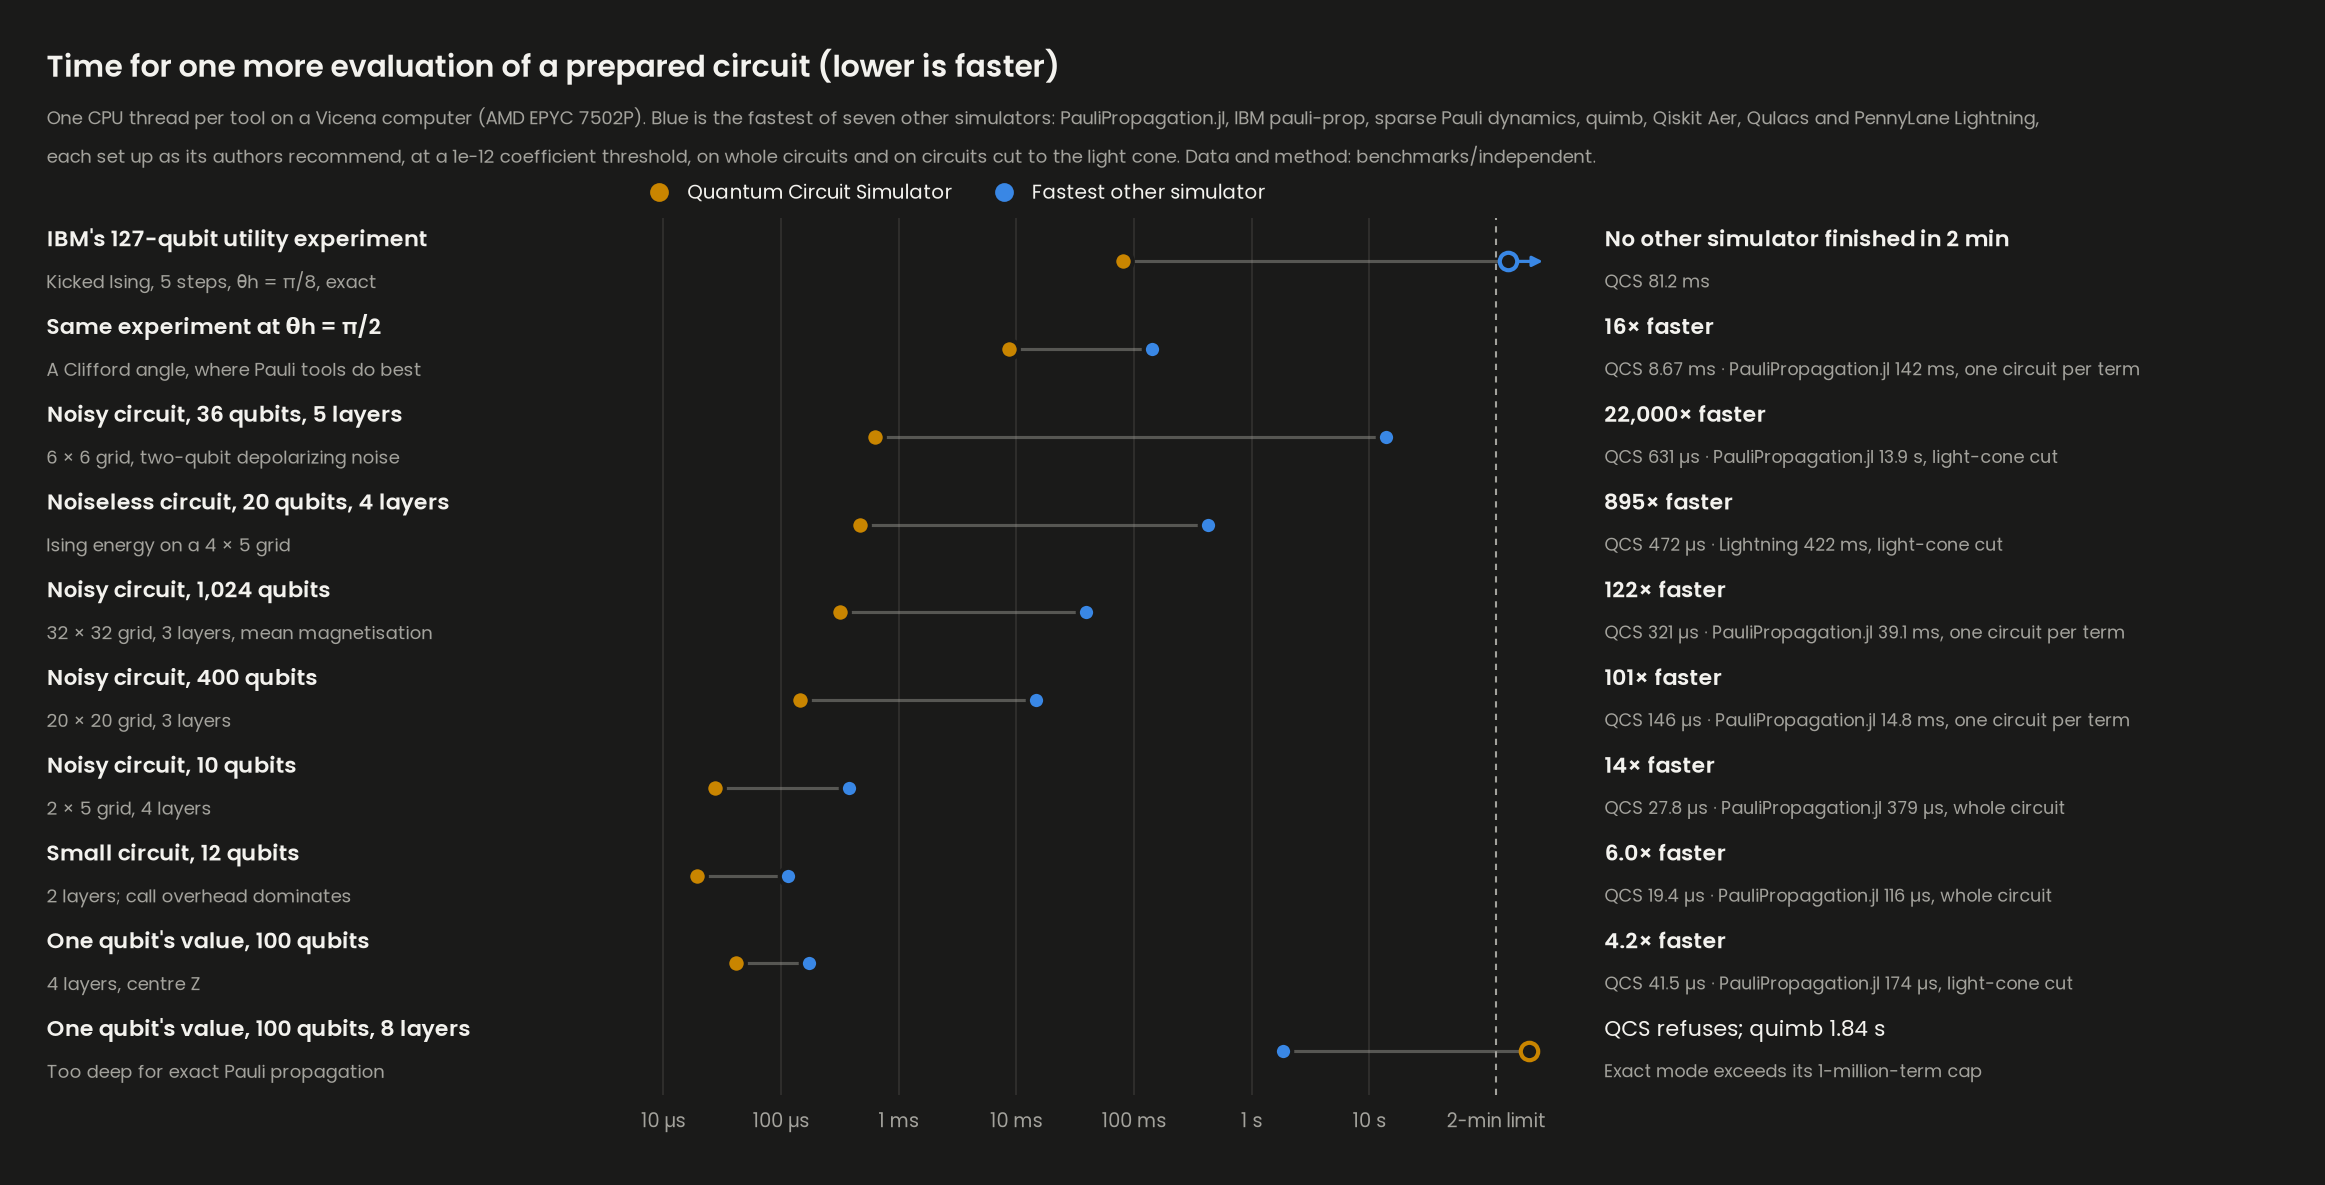 Time for one more evaluation of a prepared circuit (lower is faster)
One CPU thread per tool on a Vicena computer (AMD EPYC 7502P). Blue is the fastest of seven other simulators: PauliPropagation.jl, IBM pauli-prop, sparse Pauli dynamics, quimb, Qiskit Aer, Qulacs and PennyLane Lightning,
each set up as its authors recommend, at a 1e-12 coefficient threshold, on whole circuits and on circuits cut to the light cone. Data and method: benchmarks/independent.
Quantum Circuit Simulator
Fastest other simulator
IBM's 127-qubit utility experiment
Kicked Ising, 5 steps, θh = π/8, exact
No other simulator finished in 2 min
QCS 81.2 ms
Same experiment at θh = π/2
A Clifford angle, where Pauli tools do best
16× faster
QCS 8.67 ms · PauliPropagation.jl 142 ms, one circuit per term
Noisy circuit, 36 qubits, 5 layers
6 × 6 grid, two-qubit depolarizing noise
22,000× faster
QCS 631 µs · PauliPropagation.jl 13.9 s, light-cone cut
Noiseless circuit, 20 qubits, 4 layers
Ising energy on a 4 × 5 grid
895× faster
QCS 472 µs · Lightning 422 ms, light-cone cut
Noisy circuit, 1,024 qubits
32 × 32 grid, 3 layers, mean magnetisation
122× faster
QCS 321 µs · PauliPropagation.jl 39.1 ms, one circuit per term
Noisy circuit, 400 qubits
20 × 20 grid, 3 layers
101× faster
QCS 146 µs · PauliPropagation.jl 14.8 ms, one circuit per term
Noisy circuit, 10 qubits
2 × 5 grid, 4 layers
14× faster
QCS 27.8 µs · PauliPropagation.jl 379 µs, whole circuit
Small circuit, 12 qubits
2 layers; call overhead dominates
6.0× faster
QCS 19.4 µs · PauliPropagation.jl 116 µs, whole circuit
One qubit's value, 100 qubits
4 layers, centre Z
4.2× faster
QCS 41.5 µs · PauliPropagation.jl 174 µs, light-cone cut
One qubit's value, 100 qubits, 8 layers
Too deep for exact Pauli propagation
QCS refuses; quimb 1.84 s
Exact mode exceeds its 1-million-term cap
10 µs
100 µs
1 ms
10 ms
100 ms
1 s
10 s
2-min limit